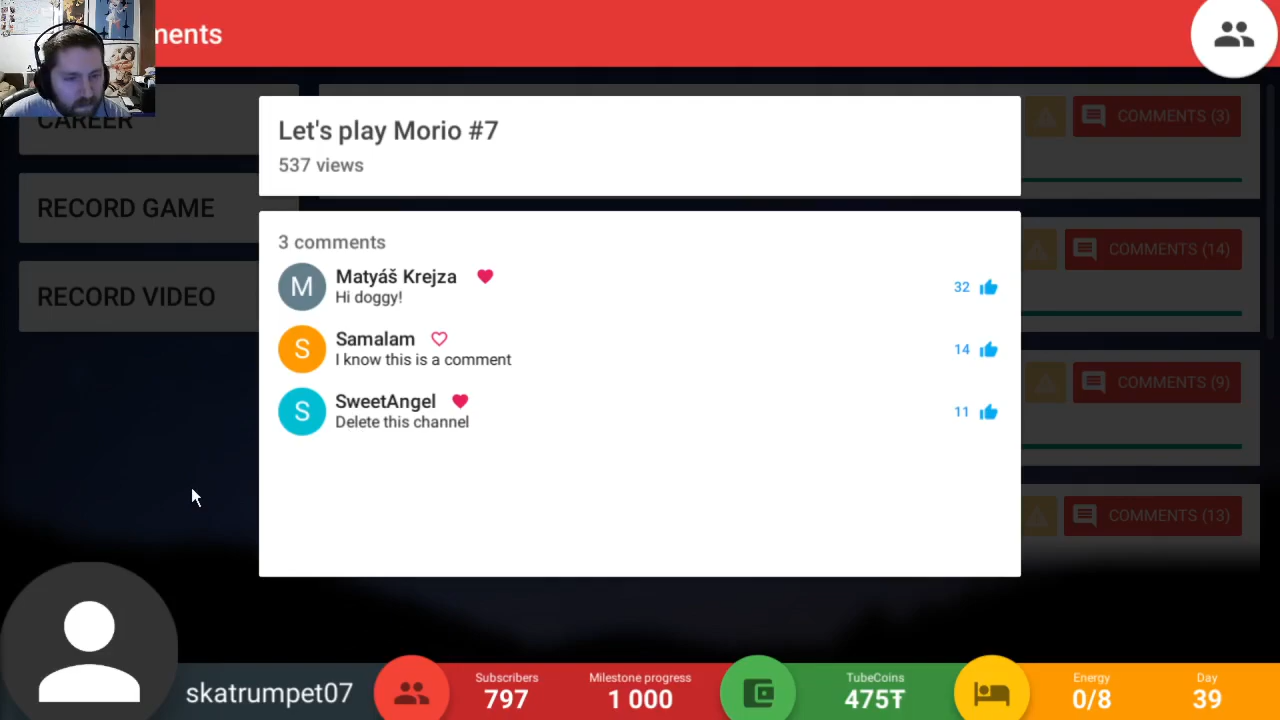 ments
CAREER
RECORD GAME
RECORD VIDEO
Let's play Morio #7
537 views
3 comments
M
Matyáš Krejza
Hi doggy!
32
S
Samalam
I know this is a comment
14
S
SweetAngel
Delete this channel
11
COMMENTS (3)
COMMENTS (14)
COMMENTS (9)
COMMENTS (13)
skatrumpet07
Subscribers
797
Milestone progress
1 000
TubeCoins
475Ŧ
Energy
0/8
Day
39